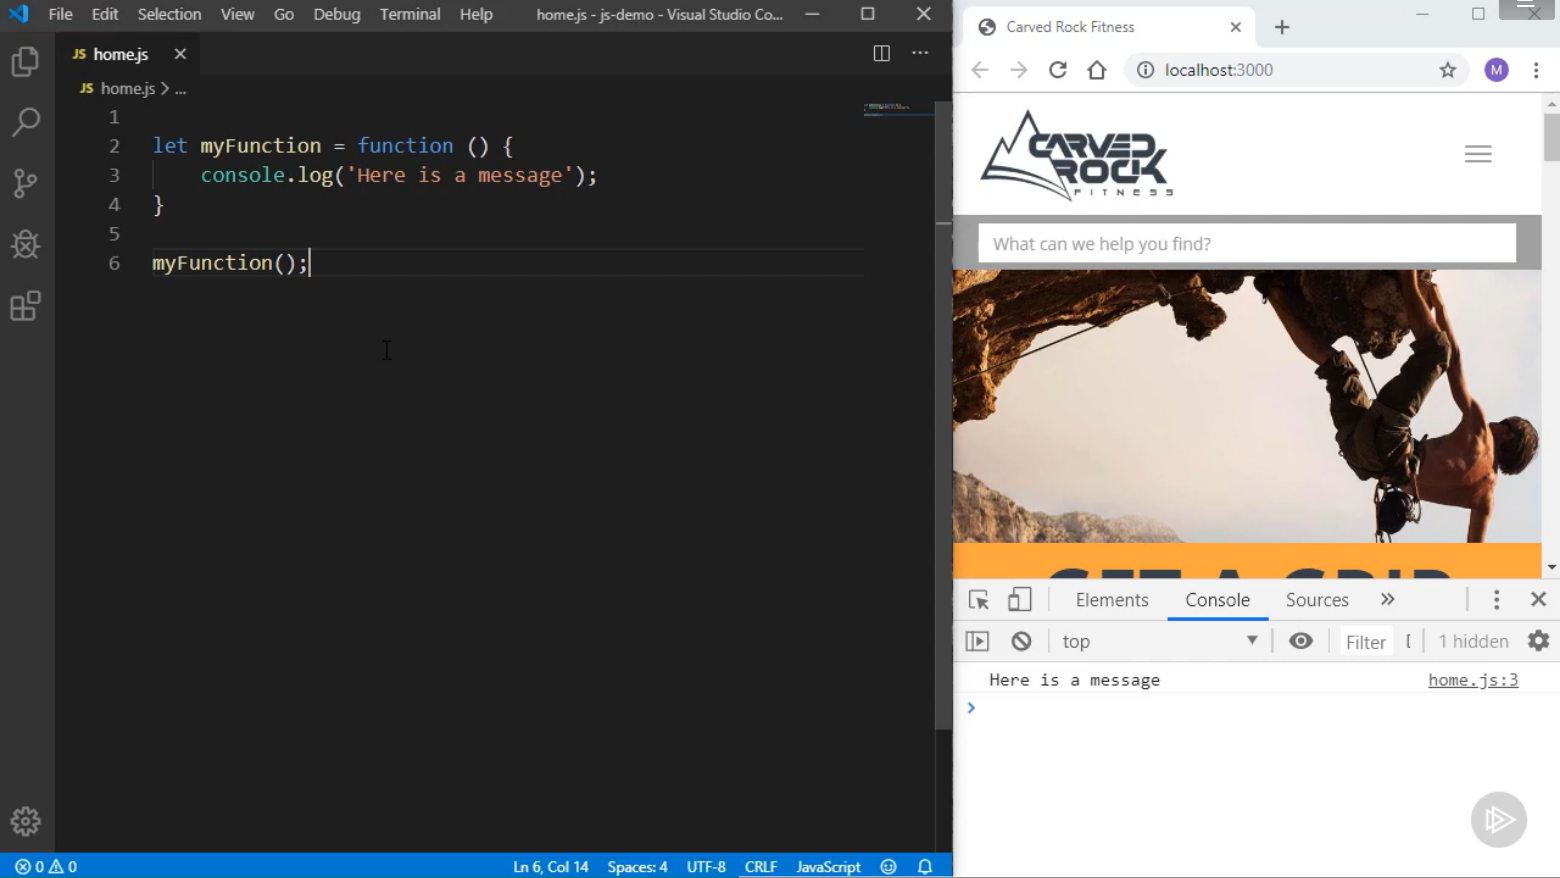 File Edit Selection View Go Debug Terminal Help home.js - js-demo - Visual Studio Co...
JS home.js
JS home.js > ...
1
2 let myFunction = function () {
3 console.log('Here is a message');
4 }
5
6 myFunction();
0 0 Ln 6, Col 14 Spaces: 4 UTF-8 CRLF JavaScript
Carved Rock Fitness
localhost:3000 M
CARVED
ROCK
FITNESS
What can we help you find?
GET A GRIP
Elements Console Sources »
top Filter 1 hidden
Here is a message home.js:3